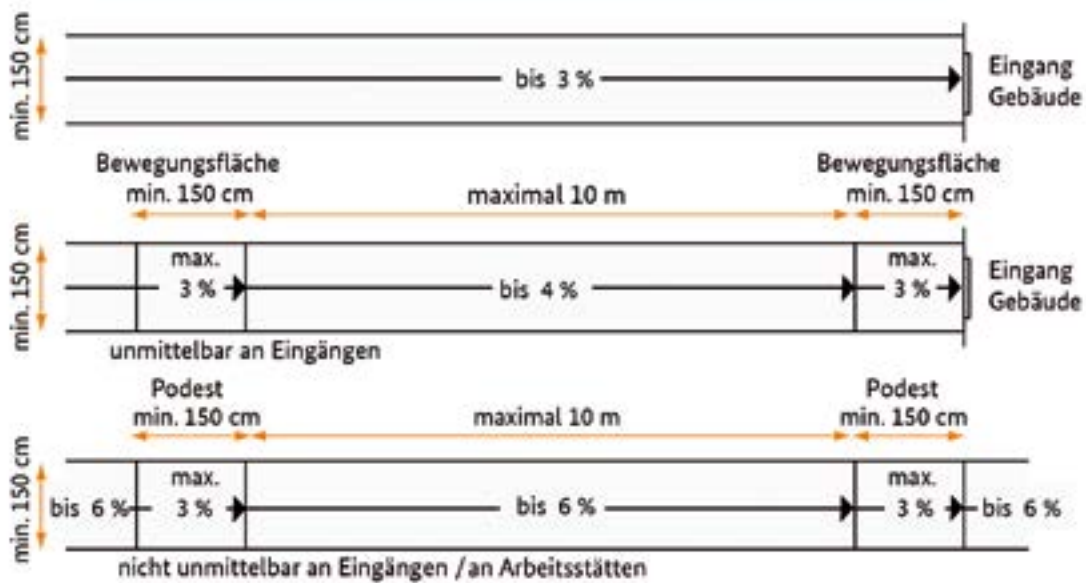 min. 150 cm
bis 3 %
Eingang
Gebäude
Bewegungsfläche
min. 150 cm
maximal 10 m
Bewegungsfläche
min. 150 cm
min. 150 cm
max.
3 %
bis 4 %
max.
3 %
Eingang
Gebäude
unmittelbar an Eingängen
Podest
min. 150 cm
maximal 10 m
Podest
min. 150 cm
min. 150 cm
bis 6 %
max.
3 %
bis 6 %
max.
3 %
bis 6 %
nicht unmittelbar an Eingängen / an Arbeitsstätten